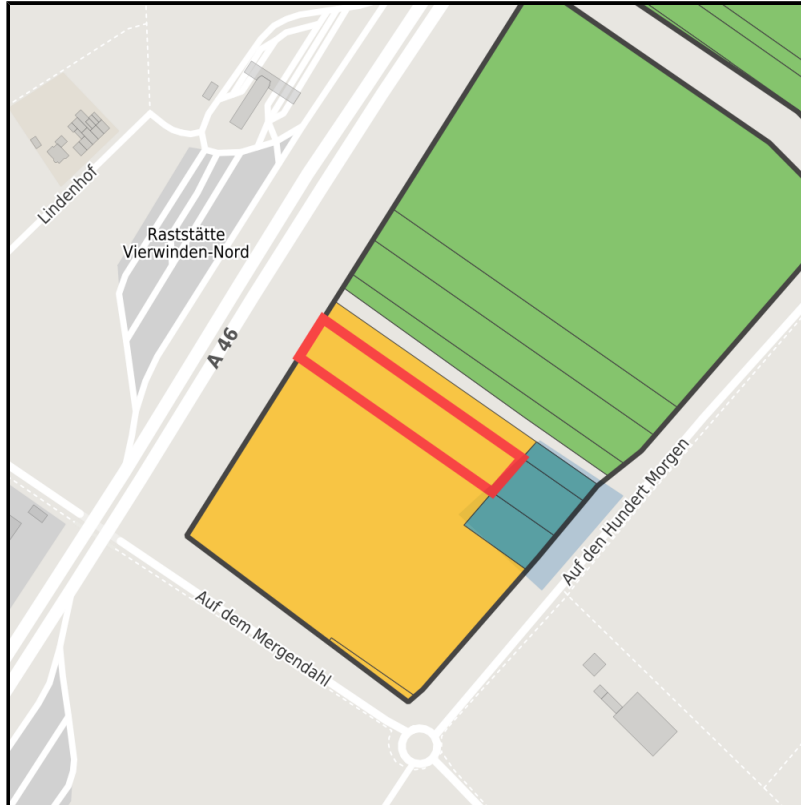 Lindenhof
Raststätte
Vierwinden-Nord
A 46
Auf den Hundert Morgen
Auf dem Mergendahl